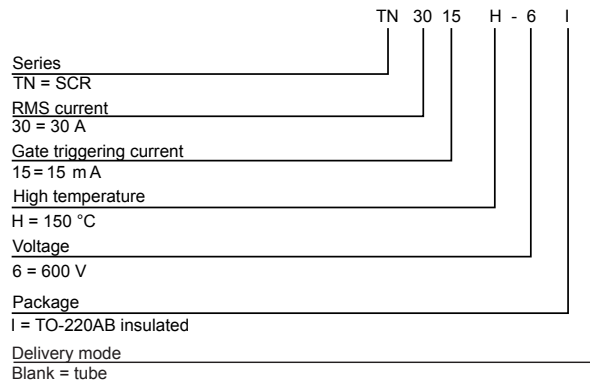 TN 30 15 H - 6 I
Series
TN = SCR
RMS current
30 = 30 A
Gate triggering current
15 = 15 m A
High temperature
H = 150 °C
Voltage
6 = 600 V
Package
I = TO-220AB insulated
Delivery mode
Blank = tube